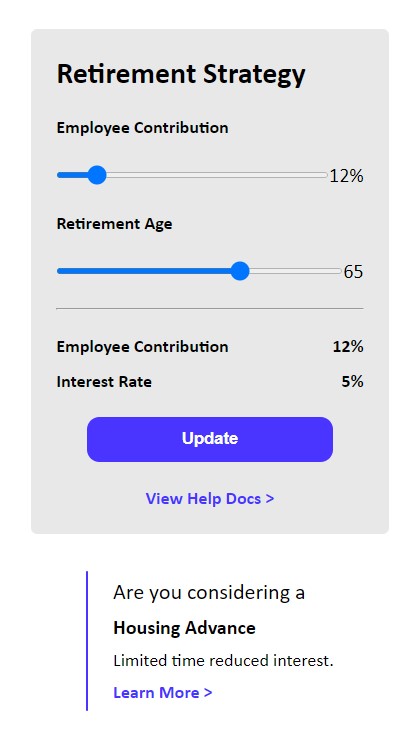 Retirement Strategy
Employee Contribution
12%
Retirement Age
65
Employee Contribution 12%
Interest Rate 5%
Update
View Help Docs >
Are you considering a
Housing Advance
Limited time reduced interest.
Learn More >